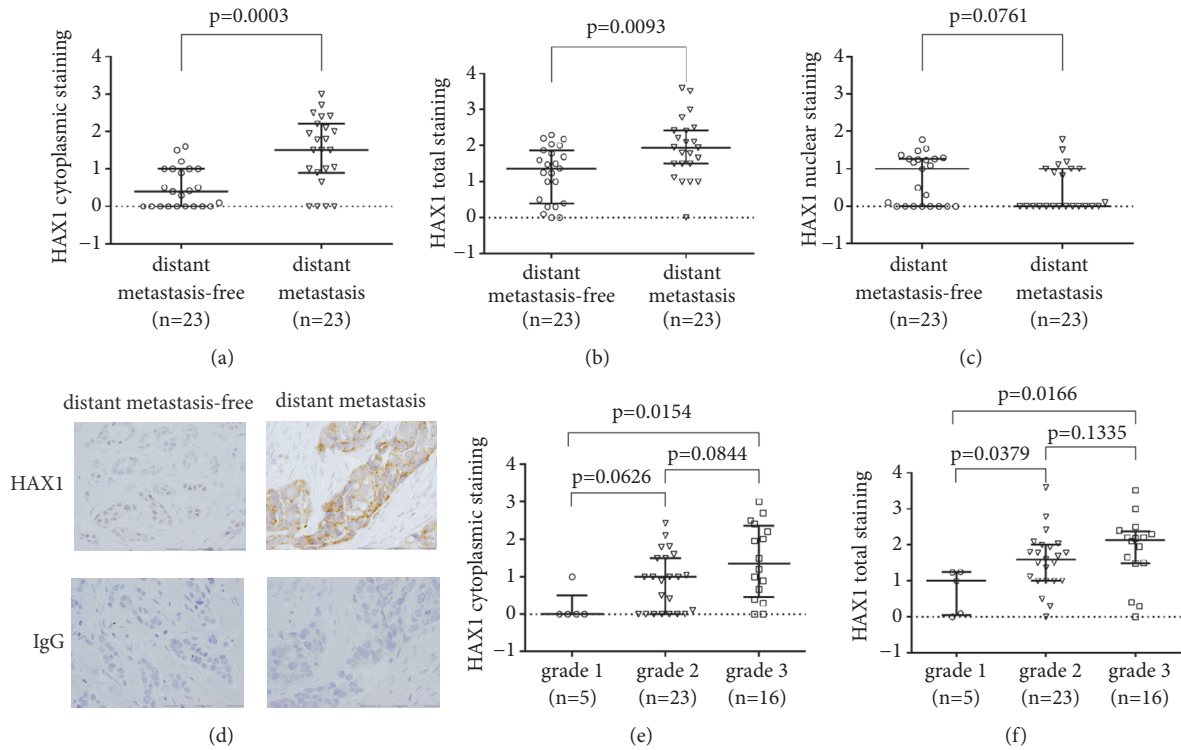 p=0.0003
HAX1 cytoplasmic staining
4
3
2
1
0
−1
distant
metastasis-free
(n=23)
distant
metastasis
(n=23)
(a)
p=0.0093
HAX1 total staining
4
3
2
1
0
−1
distant
metastasis-free
(n=23)
distant
metastasis
(n=23)
(b)
p=0.0761
HAX1 nuclear staining
4
3
2
1
0
−1
distant
metastasis-free
(n=23)
distant
metastasis
(n=23)
(c)
distant metastasis-free
distant metastasis
HAX1
IgG
(d)
p=0.0154
p=0.0844
p=0.0626
HAX1 cytoplasmic staining
4
3
2
1
0
−1
grade 1
(n=5)
grade 2
(n=23)
grade 3
(n=16)
(e)
p=0.0166
p=0.1335
p=0.0379
HAX1 total staining
4
3
2
1
0
−1
grade 1
(n=5)
grade 2
(n=23)
grade 3
(n=16)
(f)